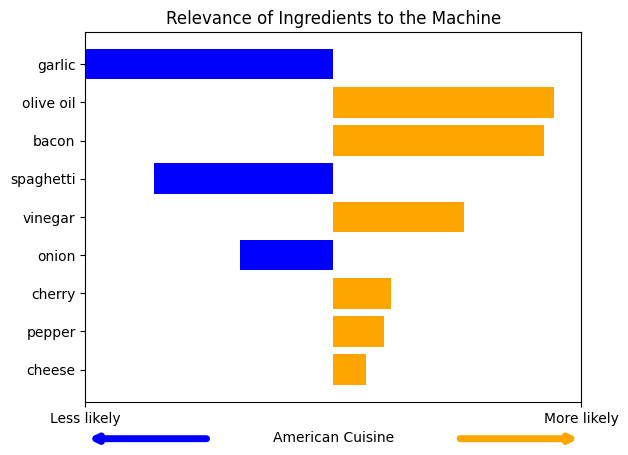 Relevance of Ingredients to the Machine
garlic
olive oil
bacon
spaghetti
vinegar
onion
cherry
pepper
cheese
Less likely
More likely
American Cuisine